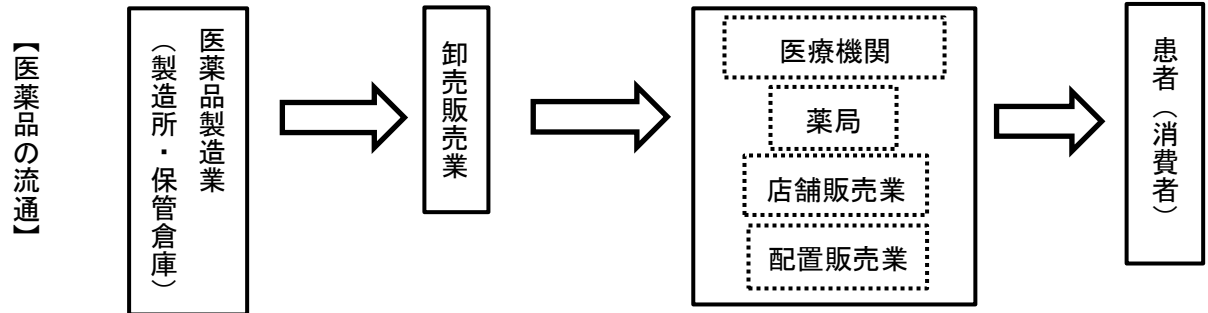 【医薬品の流通】
医薬品製造業
（製造所・保管倉庫）
卸売販売業
医療機関
薬局
店舗販売業
配置販売業
患者（消費者）